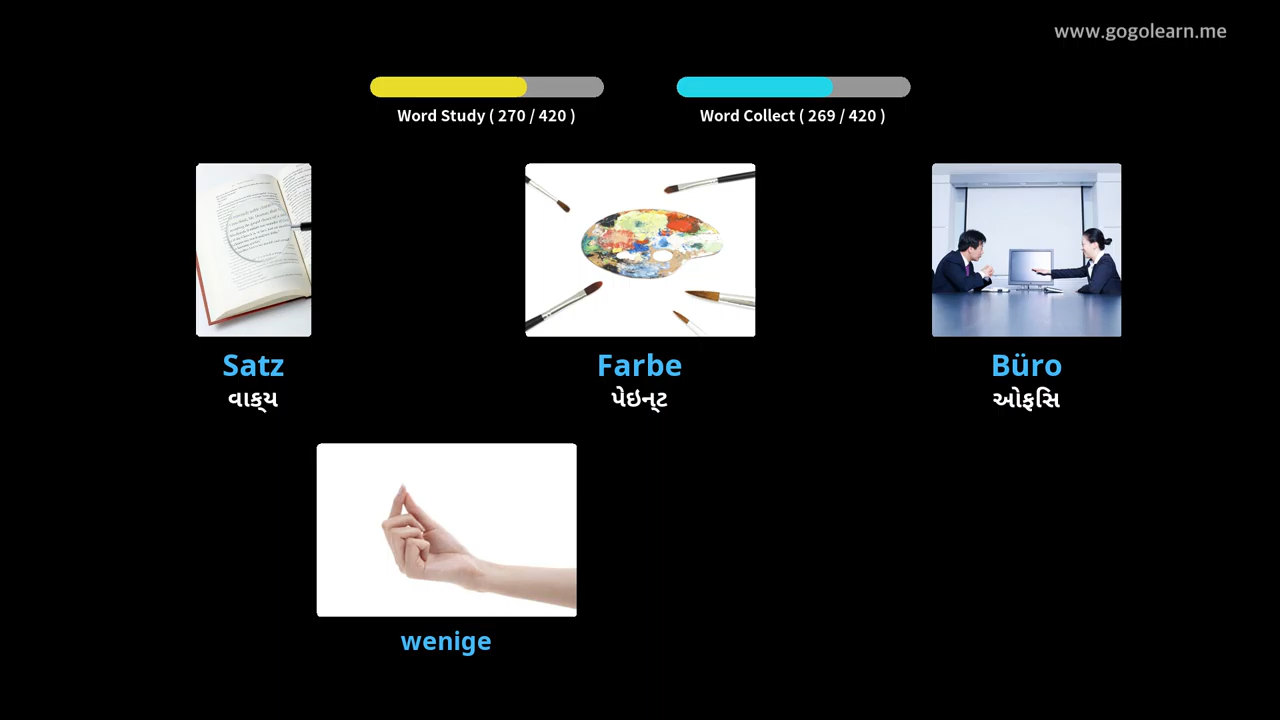 www.gogolearn.me
Word Study ( 270 / 420 )
Word Collect ( 269 / 420 )
Satz
Farbe
Büro
વાક્ય
પેઇન્ટ
ઓફિસ
wenige